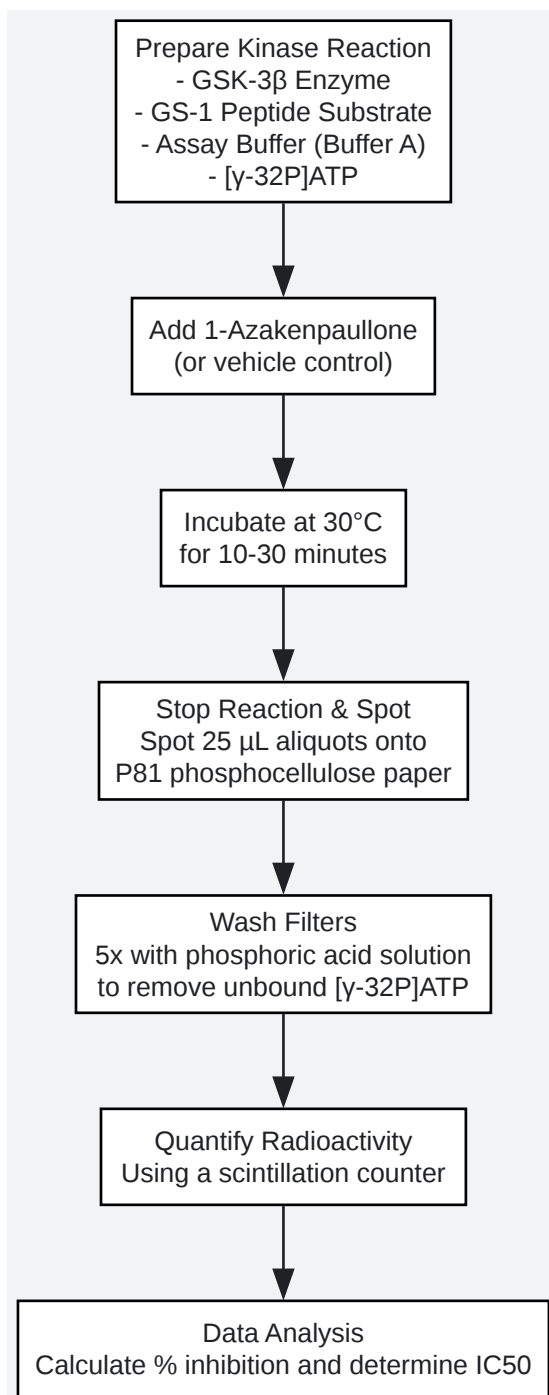 Prepare Kinase Reaction
- GSK-3β Enzyme
- GS-1 Peptide Substrate
- Assay Buffer (Buffer A)
- [γ-32P]ATP
Add 1-Azakenpaullone
(or vehicle control)
Incubate at 30°C
for 10-30 minutes
Stop Reaction & Spot
Spot 25 µL aliquots onto
P81 phosphocellulose paper
Wash Filters
5x with phosphoric acid solution
to remove unbound [γ-32P]ATP
Quantify Radioactivity
Using a scintillation counter
Data Analysis
Calculate % inhibition and determine IC50